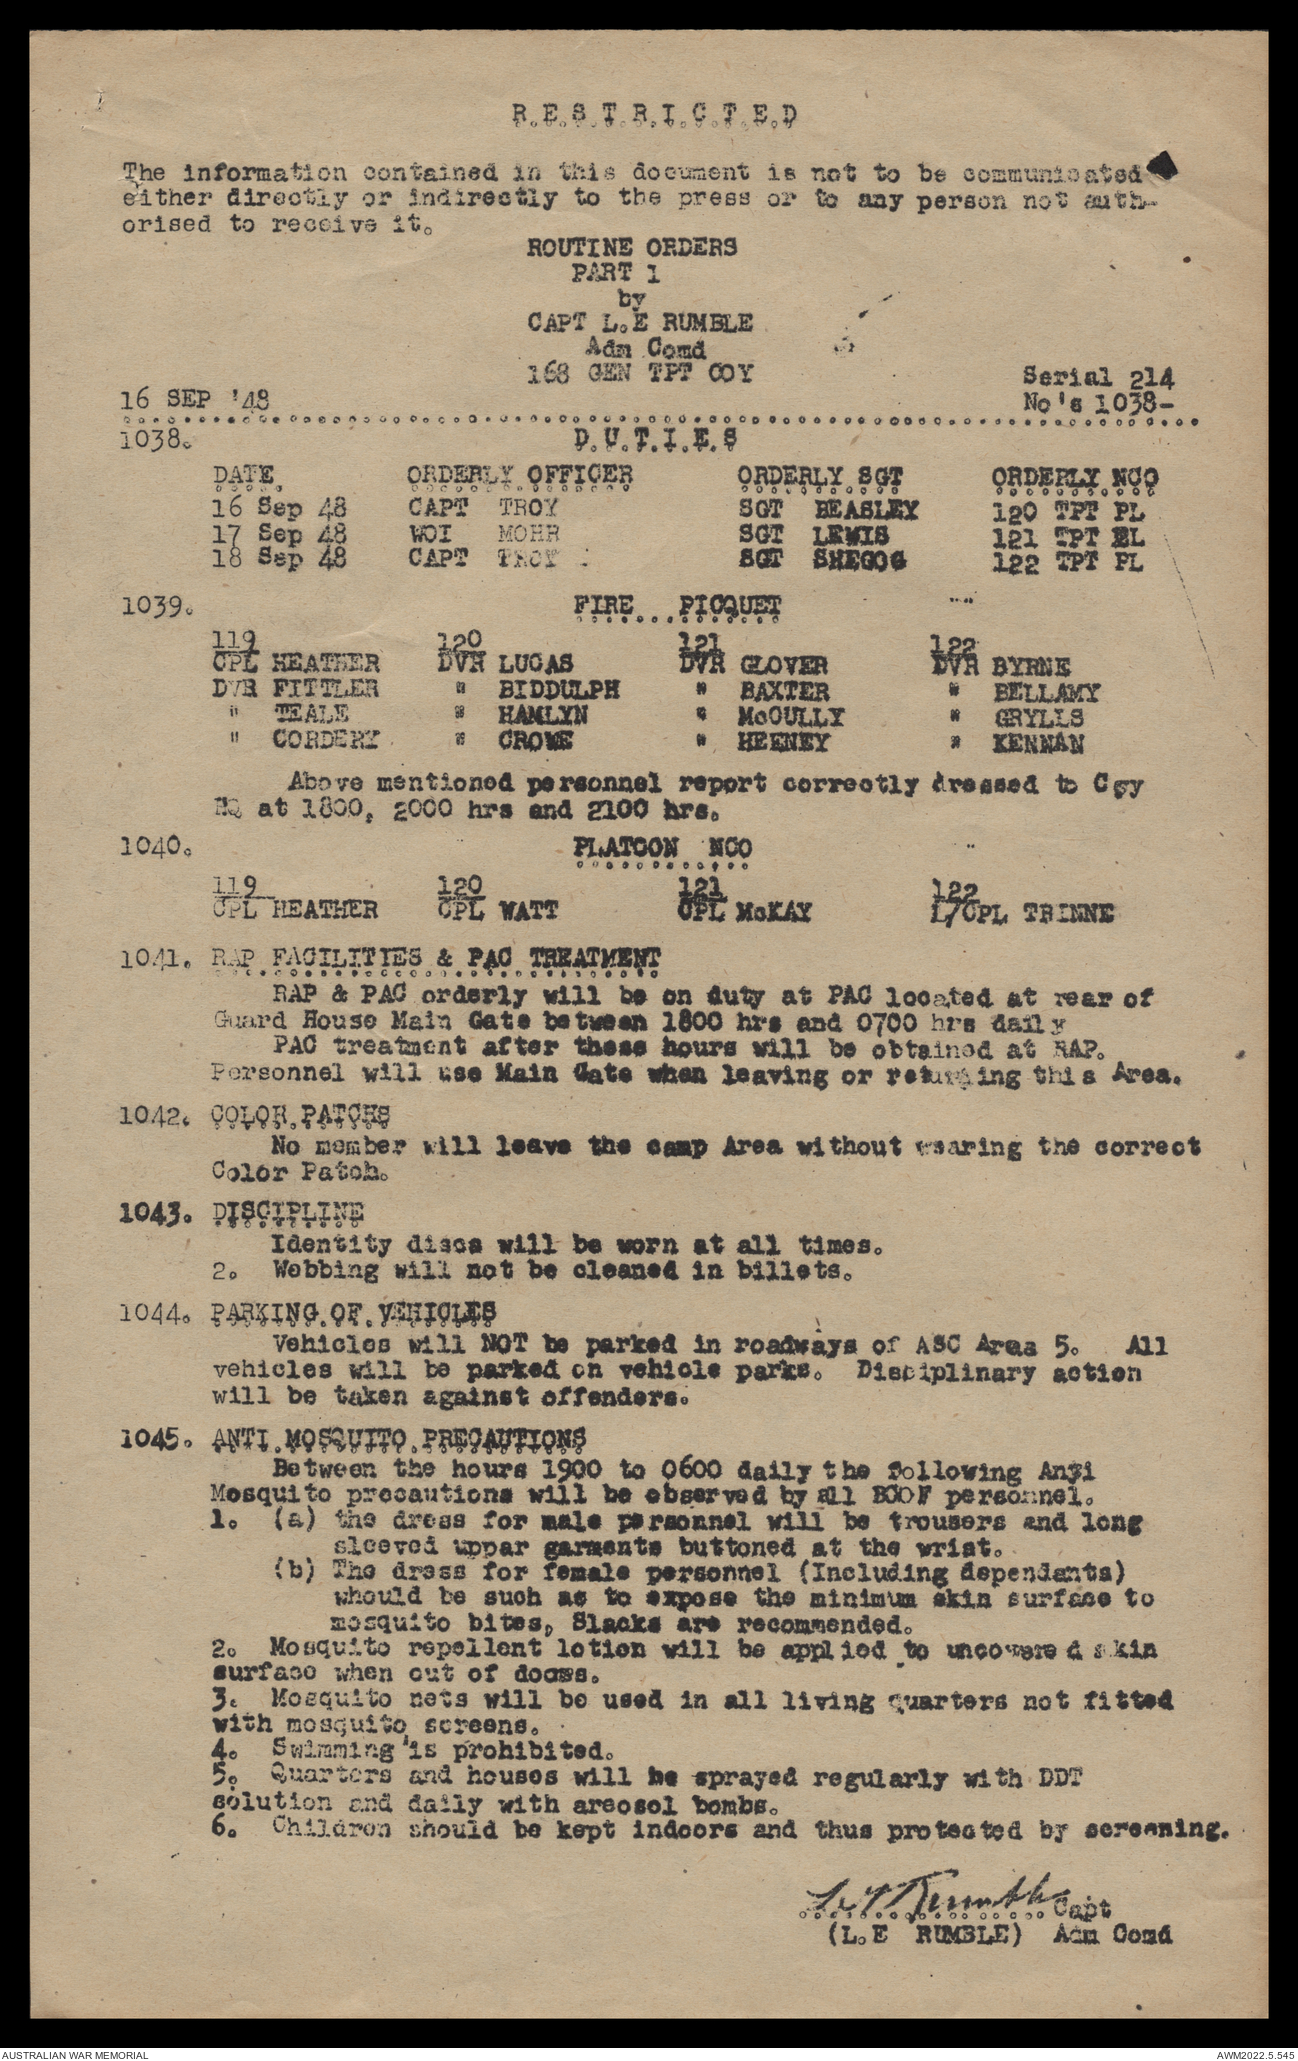 R.E.S.T.R.I.C.T.E.D
The information contained in this document is not to be communicated
either directly or indirectly to the press or to any person not auth-
orised to receive it.
ROUTINE ORDERS
PART 1
by
CAPT L.E RUMBLE
Adm Comd
168 GEN TPT COY
Serial 214
16 SEP '48 No's 1038-
1038. D.U.T.I.E.S
DATE ORDERLY OFFICER ORDERLY SGT ORDERLY NCO
16 Sep 48 CAPT TROY SGT BEASLEY 120 TPT PL
17 Sep 48 WOI MOHR SGT LEWIS 121 TPT PL
18 Sep 48 CAPT TROY SGT SHEGOG 122 TPT PL
1039. FIRE PICQUET
119 120 121 122
CPL HEATHER DVR LUCAS DVR GLOVER DVR BYRNE
DVR FITTLER " BIDDULPH " BAXTER " BELLAMY
" TEALE " HAMLYN " McCULLY " GRYLLS
" CORDERY " CROWE " HEENEY " KENNAN
Above mentioned personnel report correctly dressed to Coy
HQ at 1800, 2000 hrs and 2100 hrs.
1040. PLATOON NCO
119 120 121 122
CPL HEATHER CPL WATT CPL McKAY L/CPL TRINNE
1041. RAP FACILITIES & PAC TREATMENT
RAP & PAC orderly will be on duty at PAC located at rear of
Guard House Main Gate between 1800 hrs and 0700 hrs daily
PAC treatment after these hours will be obtained at RAP.
Personnel will use Main Gate when leaving or returning this Area.
1042. COLOR PATCHS
No member will leave the camp Area without wearing the correct
Color Patch.
1043. DISCIPLINE
Identity discs will be worn at all times.
2. Webbing will not be cleaned in billets.
1044. PARKING OF VEHICLES
Vehicles will NOT be parked in roadways of ASC Area 5. All
vehicles will be parked on vehicle parks. Disciplinary action
will be taken against offenders.
1045. ANTI MOSQUITO PRECAUTIONS
Between the hours 1900 to 0600 daily the following Anti
Mosquito precautions will be observed by all BCOF personnel.
1. (a) the dress for male personnel will be trousers and long
sleeved uppar garments buttoned at the wrist.
(b) The dress for female personnel (Including dependants)
whould be such as to expose the minimum skin surface to
mosquito bites, Slacks are recommended.
2. Mosquito repellent lotion will be applied to uncovered skin
surface when out of dooms.
3. Mosquito nets will be used in all living quarters not fitted
with mosquito screens.
4. Swimming is prohibited.
5. Quarters and houses will be sprayed regularly with DDT
solution and daily with areosol bombs.
6. Children should be kept indoors and thus protected by screening.
L.E Rumble Capt
(L.E RUMBLE) Adm Comd
AUSTRALIAN WAR MEMORIAL AWM2022.5.545